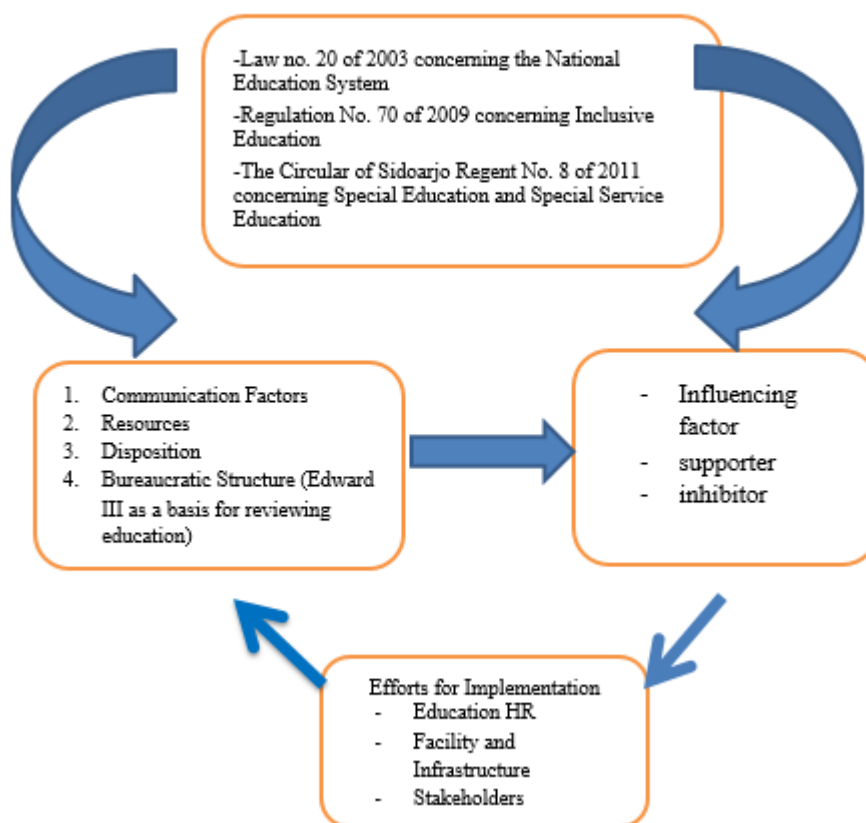 -Law no. 20 of 2003 concerning the National
Education System
-Regulation No. 70 of 2009 concerning Inclusive
Education
-The Circular of Sidoarjo Regent No. 8 of 2011
concerning Special Education and Special Service
Education
1. Communication Factors
2. Resources
3. Disposition
4. Bureaucratic Structure (Edward
III as a basis for reviewing
education)
- Influencing
factor
- supporter
- inhibitor
Efforts for Implementation
- Education HR
- Facility and
Infrastructure
- Stakeholders